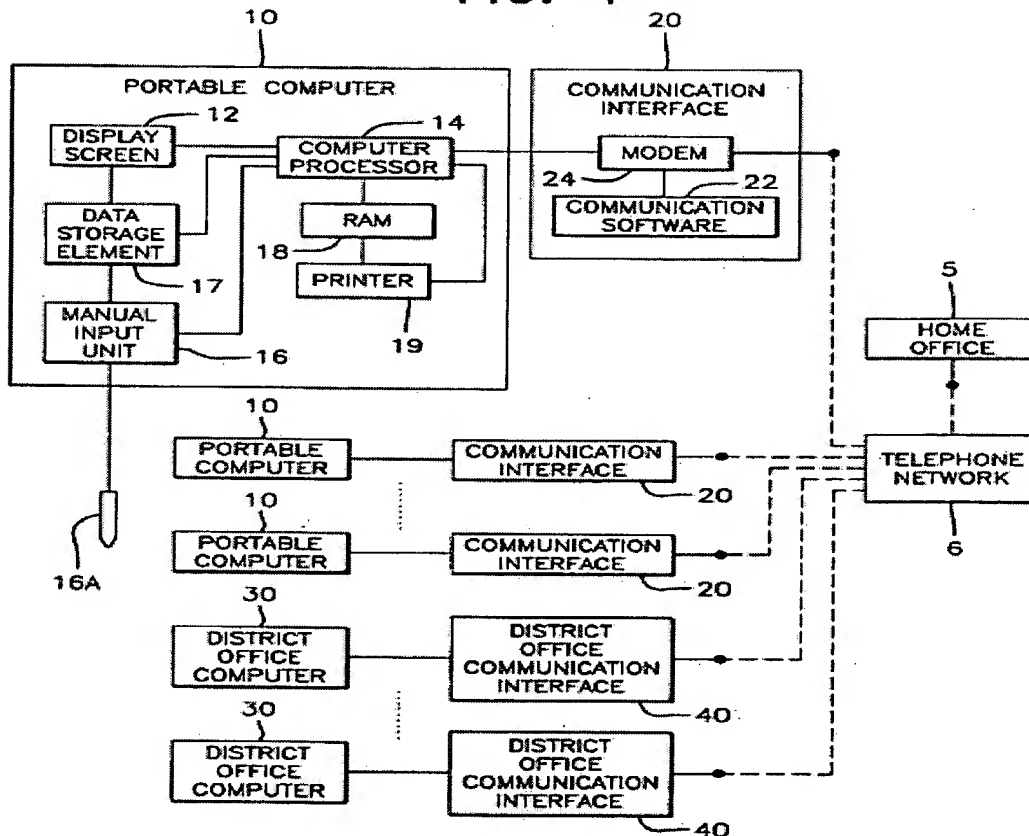 10
20
PORTABLE COMPUTER
COMMUNICATION
INTERFACE
12
14
DISPLAY
SCREEN
COMPUTER
PROCESSOR
MODEM
24
22
DATA
STORAGE
ELEMENT
RAM
COMMUNICATION
SOFTWARE
18
17
PRINTER
5
MANUAL
INPUT
UNIT
16
19
HOME
OFFICE
10
PORTABLE
COMPUTER
COMMUNICATION
INTERFACE
TELEPHONE
NETWORK
20
10
6
16A
PORTABLE
COMPUTER
COMMUNICATION
INTERFACE
20
30
DISTRICT
OFFICE
COMPUTER
DISTRICT
OFFICE
COMMUNICATION
INTERFACE
40
30
DISTRICT
OFFICE
COMPUTER
DISTRICT
OFFICE
COMMUNICATION
INTERFACE
40